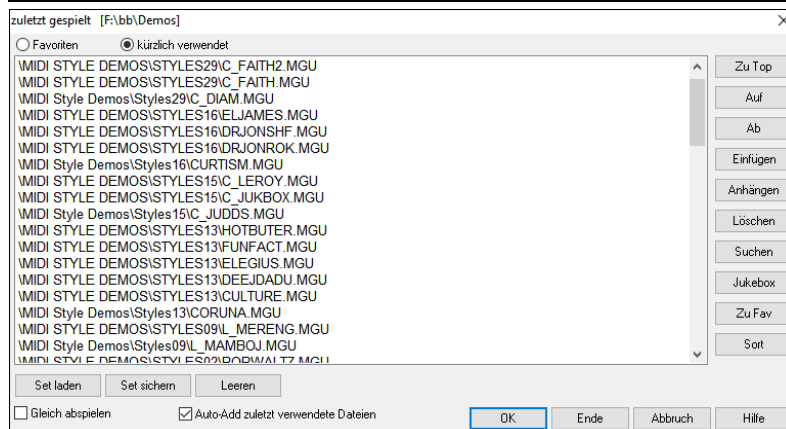 zuletzt gespielt [F:\bb\Demos]
Favoriten
kürzlich verwendet
\MIDI STYLE DEMOS\STYLES29\C_FAITH2.MGU
\MIDI STYLE DEMOS\STYLES29\C_FAITH.MGU
\MIDI Style Demos\Styles29\C_DIAM.MGU
\MIDI STYLE DEMOS\STYLES16\ELJAMES.MGU
\MIDI STYLE DEMOS\STYLES16\DRJONSHF.MGU
\MIDI STYLE DEMOS\STYLES16\DRJONROK.MGU
\MIDI Style Demos\Styles16\CURTISM.MGU
\MIDI STYLE DEMOS\STYLES15\C_LEROY.MGU
\MIDI STYLE DEMOS\STYLES15\C_JUKBOX.MGU
\MIDI Style Demos\Styles15\C_JUDDS.MGU
\MIDI STYLE DEMOS\STYLES13\HOTBUTER.MGU
\MIDI STYLE DEMOS\STYLES13\FUNFACT.MGU
\MIDI STYLE DEMOS\STYLES13\ELEGIUS.MGU
\MIDI STYLE DEMOS\STYLES13\DEEJDADU.MGU
\MIDI STYLE DEMOS\STYLES13\CULTURE.MGU
\MIDI Style Demos\Styles13\CORUNA.MGU
\MIDI STYLE DEMOS\STYLES09\L_MERENG.MGU
\MIDI Style Demos\Styles09\L_MAMBOJ.MGU
\MIDI STYLE DEMOS\STYLES02\POPWALTZ.MGU
Zu Top
Auf
Ab
Einfügen
Anhängen
Löschen
Suchen
Jukebox
Zu Fav
Sort
Set laden
Set sichern
Leeren
Gleich abspielen
Auto-Add zuletzt verwendete Dateien
OK
Ende
Abbruch
Hilfe